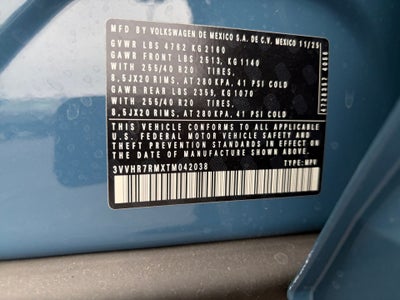 MFD BY VOLKSWAGEN DE MEXICO S.A. DE C.V. MEXICO 11/25
GVWR LBS 4762 KG 2160
GAWR FRONT LBS 2513, KG 1140
WITH 255/40 R20 TIRES,
8.5JX20 RIMS, AT 280 KPA, 41 PSI COLD
GAWR REAR LBS 2359, KG 1070
WITH 255/40 R20 TIRES,
8.5JX20 RIMS, AT 280 KPA, 41 PSI COLD
THIS VEHICLE CONFORMS TO ALL APPLICABLE
U.S. FEDERAL MOTOR VEHICLE SAFETY AND
THEFT PREVENTION STANDARDS IN EFFECT ON
THE DATE OF MANUFACTURE SHOWN ABOVE.
3VVHR7RMXTM042038 TYPE: MPV